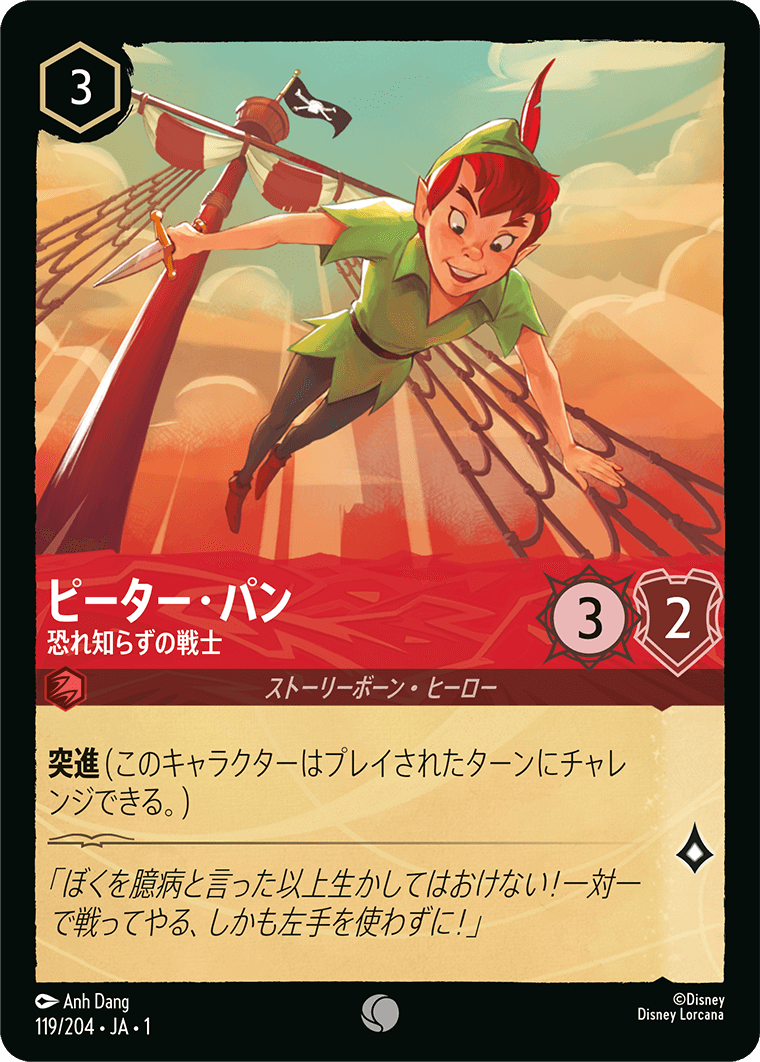 3
ピーター・パン
恐れ知らずの戦士
3
2
ストーリーボーン・ヒーロー
突進(このキャラクターはプレイされたターンにチャレ
ンジできる。)
「ぼくを臆病と言った以上生かしてはおけない!一対一
で戦ってやる、しかも左手を使わずに!」
Anh Dang
119/204・JA・1
©Disney
Disney Lorcana